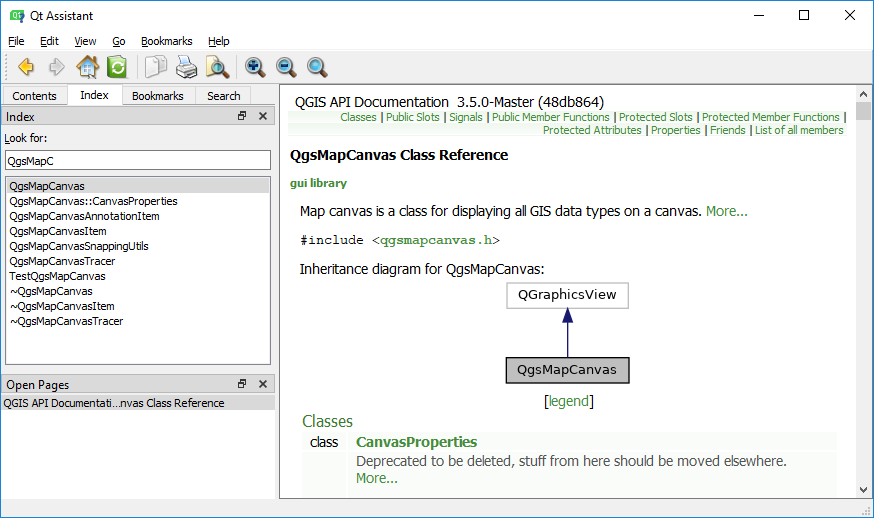 Qt Assistant
File Edit View Go Bookmarks Help
Contents Index Bookmarks Search
Index
Look for:
QgsMapC
QgsMapCanvas
QgsMapCanvas::CanvasProperties
QgsMapCanvasAnnotationItem
QgsMapCanvasItem
QgsMapCanvasSnappingUtils
QgsMapCanvasTracer
TestQgsMapCanvas
~QgsMapCanvas
~QgsMapCanvasItem
~QgsMapCanvasTracer
Open Pages
QGIS API Documentati...nvas Class Reference
QGIS API Documentation 3.5.0-Master (48db864)
Classes | Public Slots | Signals | Public Member Functions | Protected Slots | Protected Member Functions |
Protected Attributes | Properties | Friends | List of all members
QgsMapCanvas Class Reference
gui library
Map canvas is a class for displaying all GIS data types on a canvas. More...
#include <qgsmapcanvas.h>
Inheritance diagram for QgsMapCanvas:
QGraphicsView
QgsMapCanvas
[legend]
Classes
class CanvasProperties
Deprecated to be deleted, stuff from here should be moved elsewhere.
More...